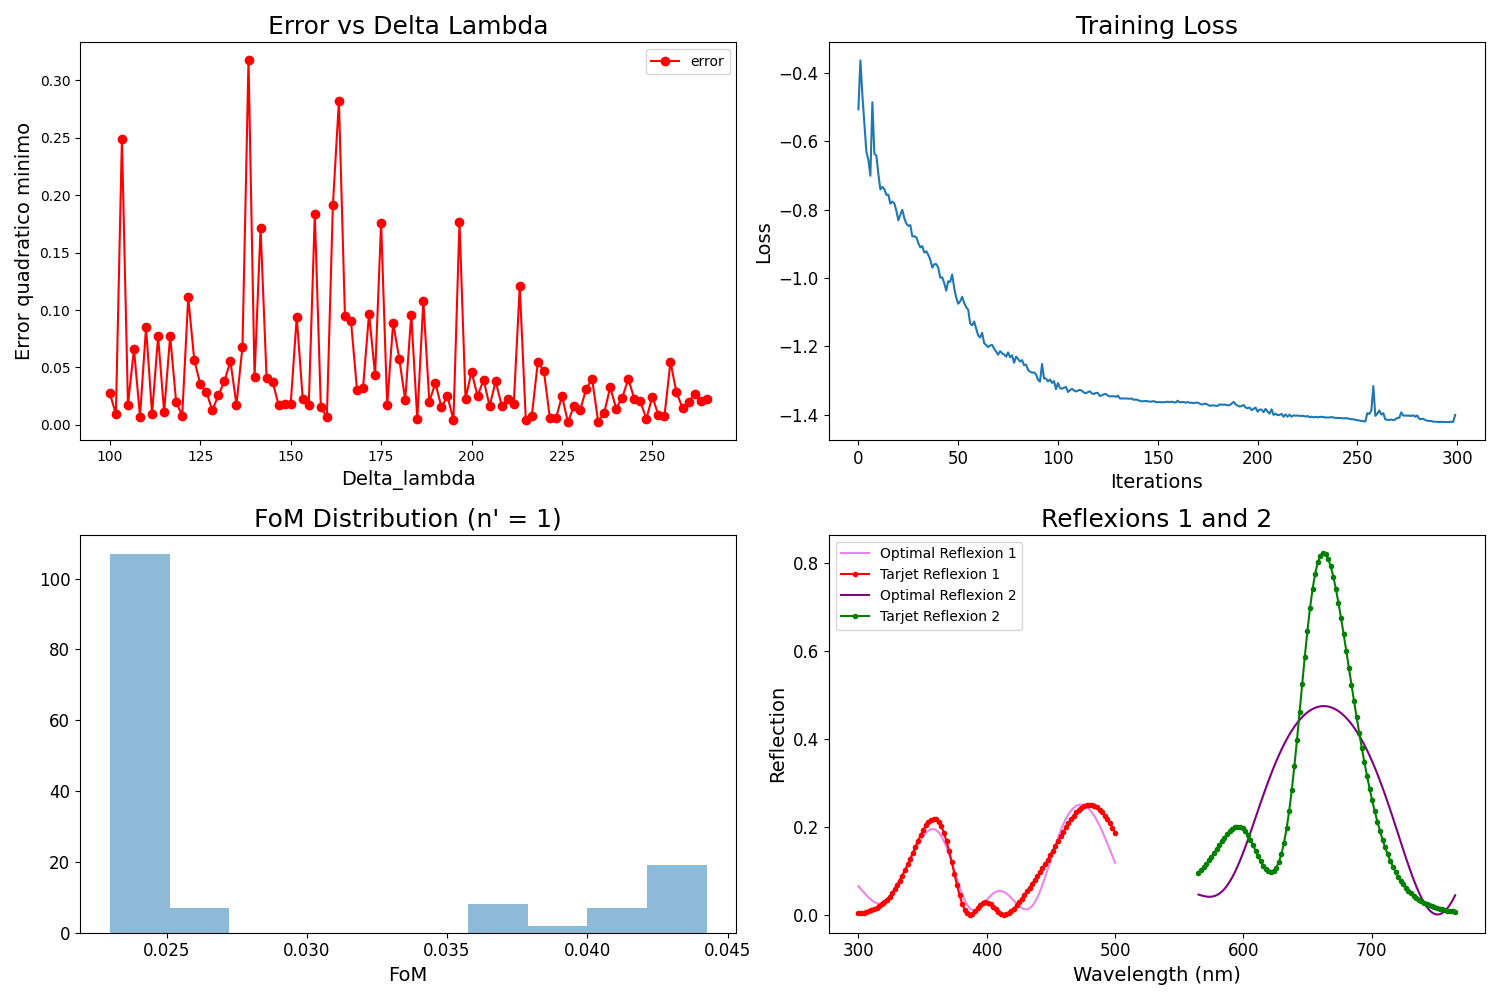 Error vs Delta Lambda
error
Error quadratico minimo
0.30
0.25
0.20
0.15
0.10
0.05
0.00
100 125 150 175 200 225 250
Delta_lambda
Training Loss
Loss
−0.4
−0.6
−0.8
−1.0
−1.2
−1.4
0 50 100 150 200 250 300
Iterations
FoM Distribution (n' = 1)
100
80
60
40
20
0
0.025 0.030 0.035 0.040 0.045
FoM
Reflexions 1 and 2
Optimal Reflexion 1
Tarjet Reflexion 1
Optimal Reflexion 2
Tarjet Reflexion 2
Reflection
0.8
0.6
0.4
0.2
0.0
300 400 500 600 700
Wavelength (nm)